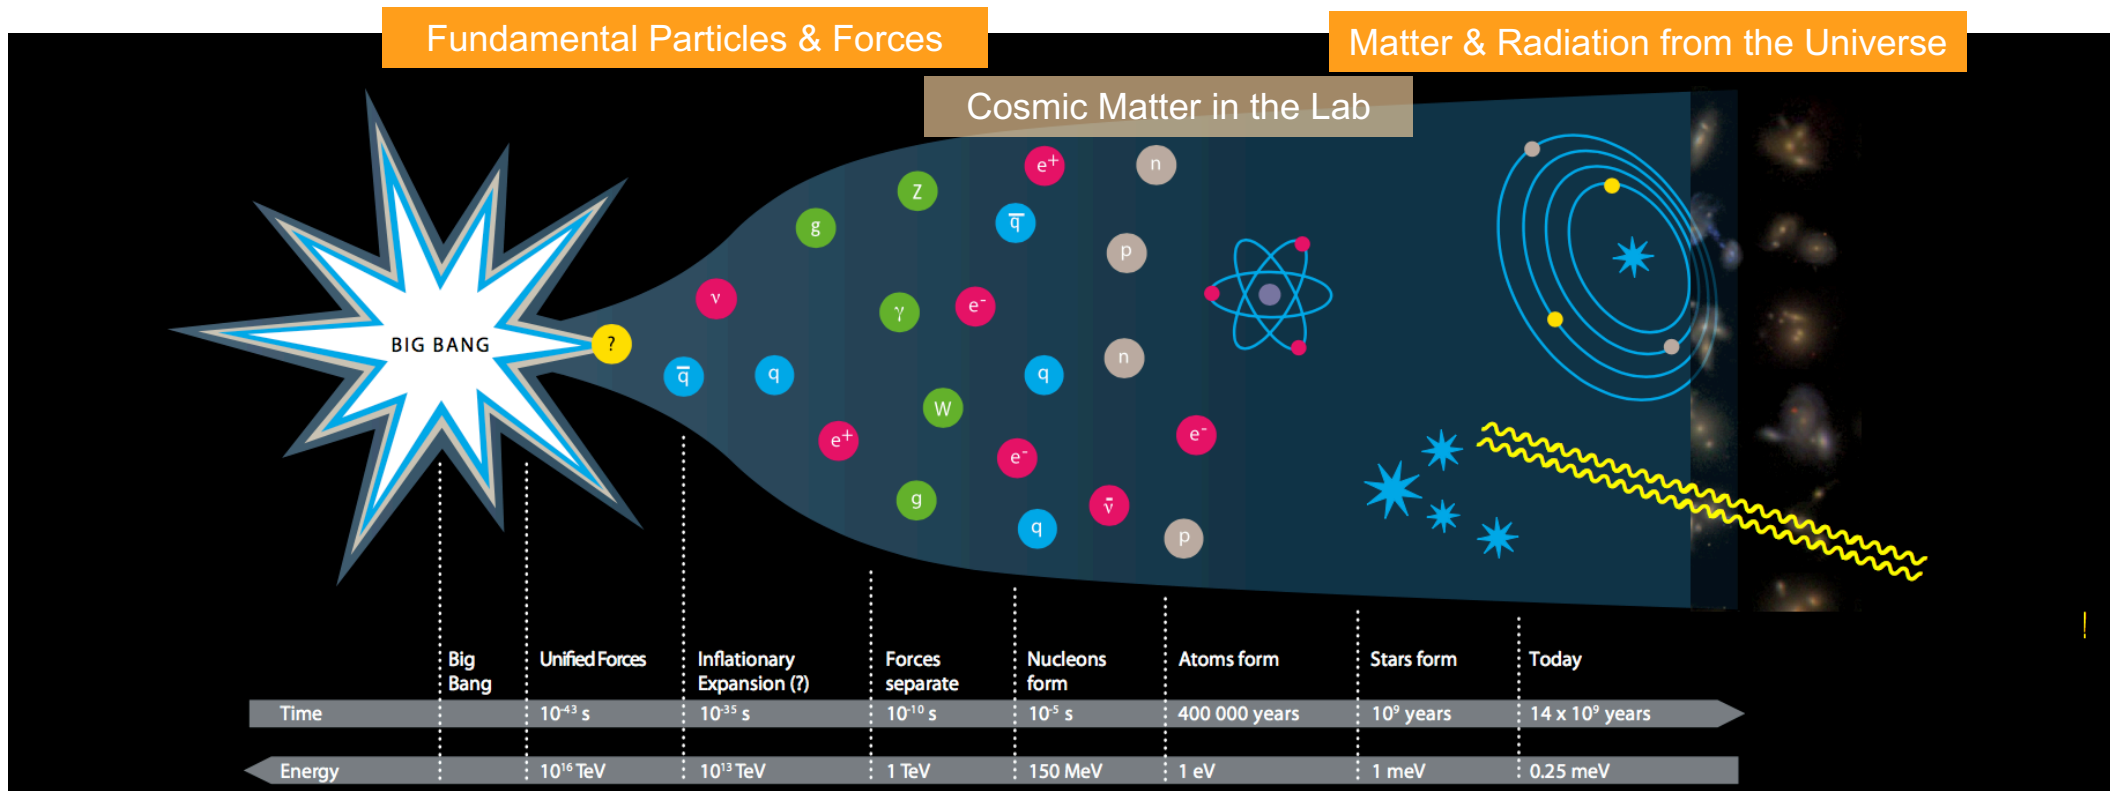 Fundamental Particles & Forces
Matter & Radiation from the Universe
Cosmic Matter in the Lab
e⁺
n
Z
q̅
g
p
ν
γ
e⁻
BIG BANG
?
n
q̅
q
q
W
e⁺
e⁻
e⁻
g
ν̅
q
p
!
Big Bang
Unified Forces
Inflationary Expansion (?)
Forces separate
Nucleons form
Atoms form
Stars form
Today
Time 10⁻⁴³ s 10⁻³⁵ s 10⁻¹⁰ s 10⁻⁵ s 400 000 years 10⁹ years 14 x 10⁹ years
Energy 10¹⁶ TeV 10¹³ TeV 1 TeV 150 MeV 1 eV 1 meV 0.25 meV